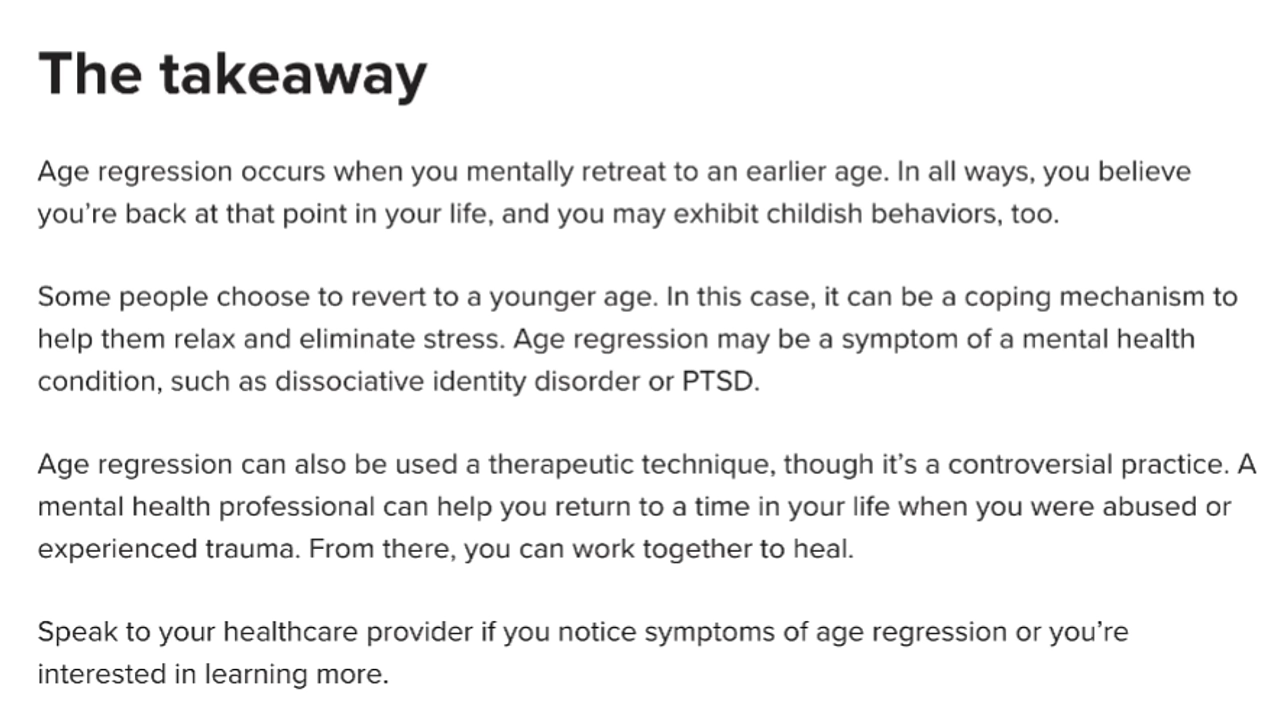 The takeaway
Age regression occurs when you mentally retreat to an earlier age. In all ways, you believe
you’re back at that point in your life, and you may exhibit childish behaviors, too.
Some people choose to revert to a younger age. In this case, it can be a coping mechanism to
help them relax and eliminate stress. Age regression may be a symptom of a mental health
condition, such as dissociative identity disorder or PTSD.
Age regression can also be used a therapeutic technique, though it’s a controversial practice. A
mental health professional can help you return to a time in your life when you were abused or
experienced trauma. From there, you can work together to heal.
Speak to your healthcare provider if you notice symptoms of age regression or you’re
interested in learning more.